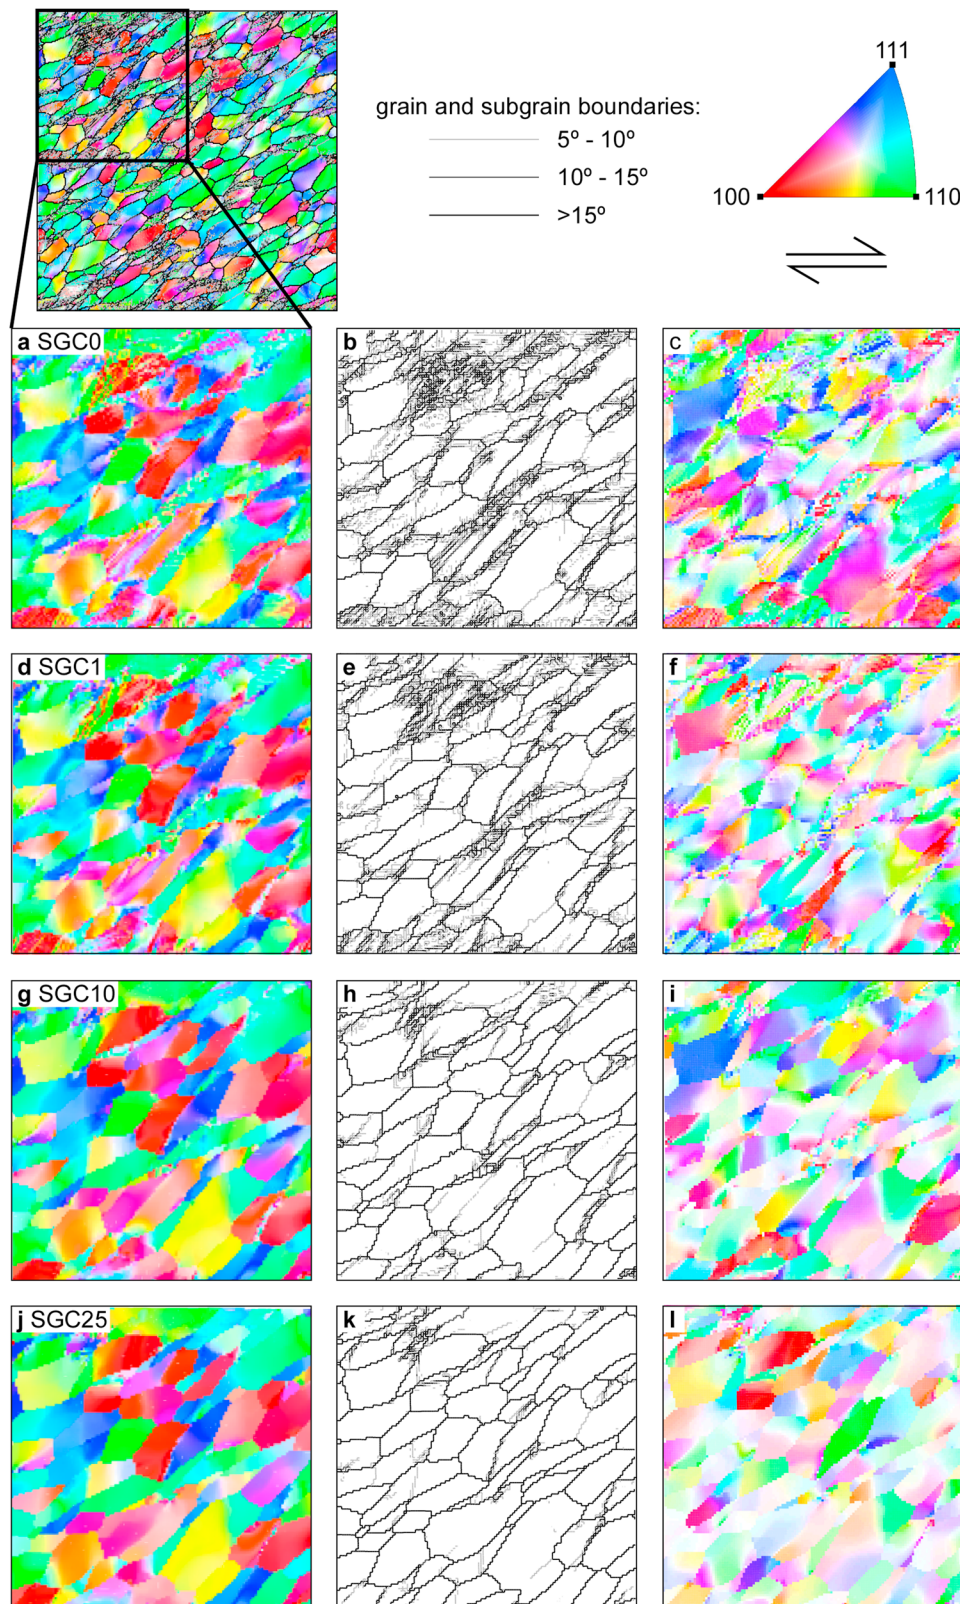 111
grain and subgrain boundaries:
5º - 10º
10º - 15º
>15º
100
110
a SGC0
b
c
d SGC1
e
f
g SGC10
h
i
j SGC25
k
l